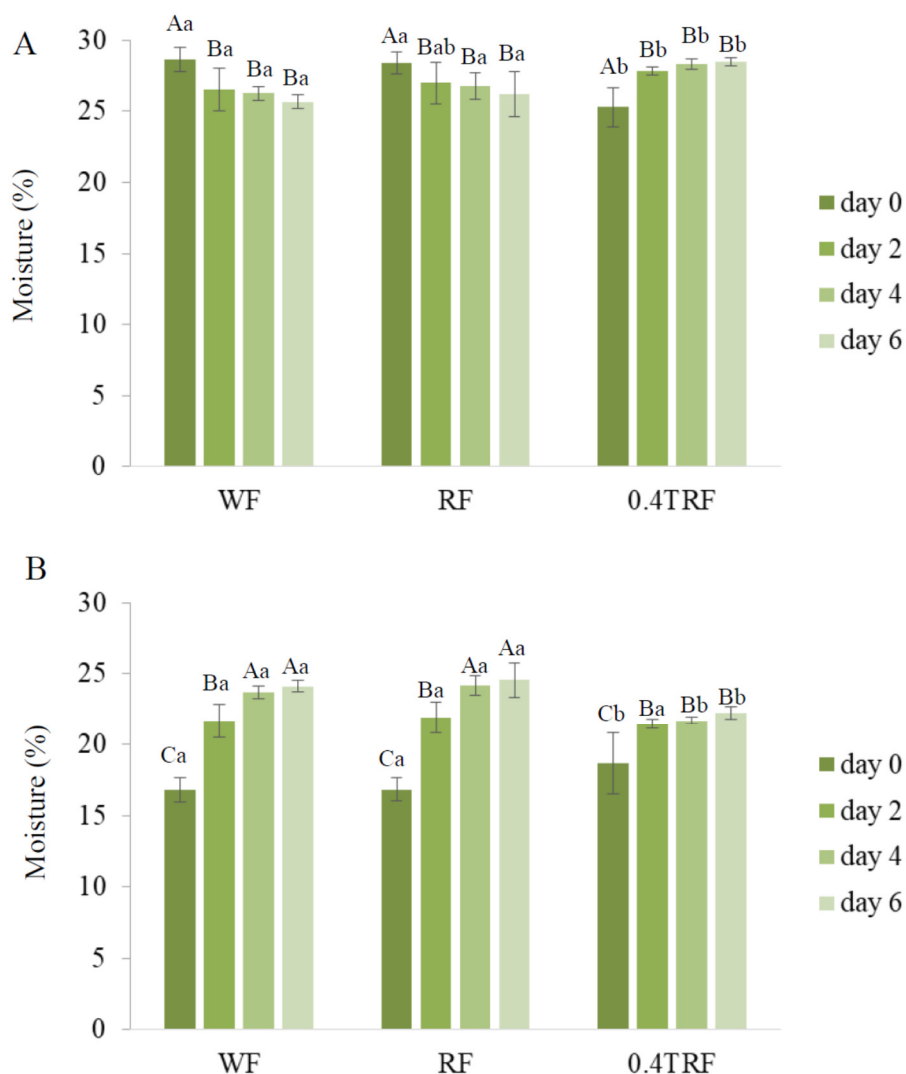 A
Moisture (%)
30
25
20
15
10
5
0
Aa Ba Ba Ba
Aa Bab Ba Ba
Ab Bb Bb Bb
WF RF 0.4TRF
day 0
day 2
day 4
day 6
B
Moisture (%)
30
25
20
15
10
5
0
Ca Ba Aa Aa
Ca Ba Aa Aa
Cb Ba Bb Bb
WF RF 0.4TRF
day 0
day 2
day 4
day 6